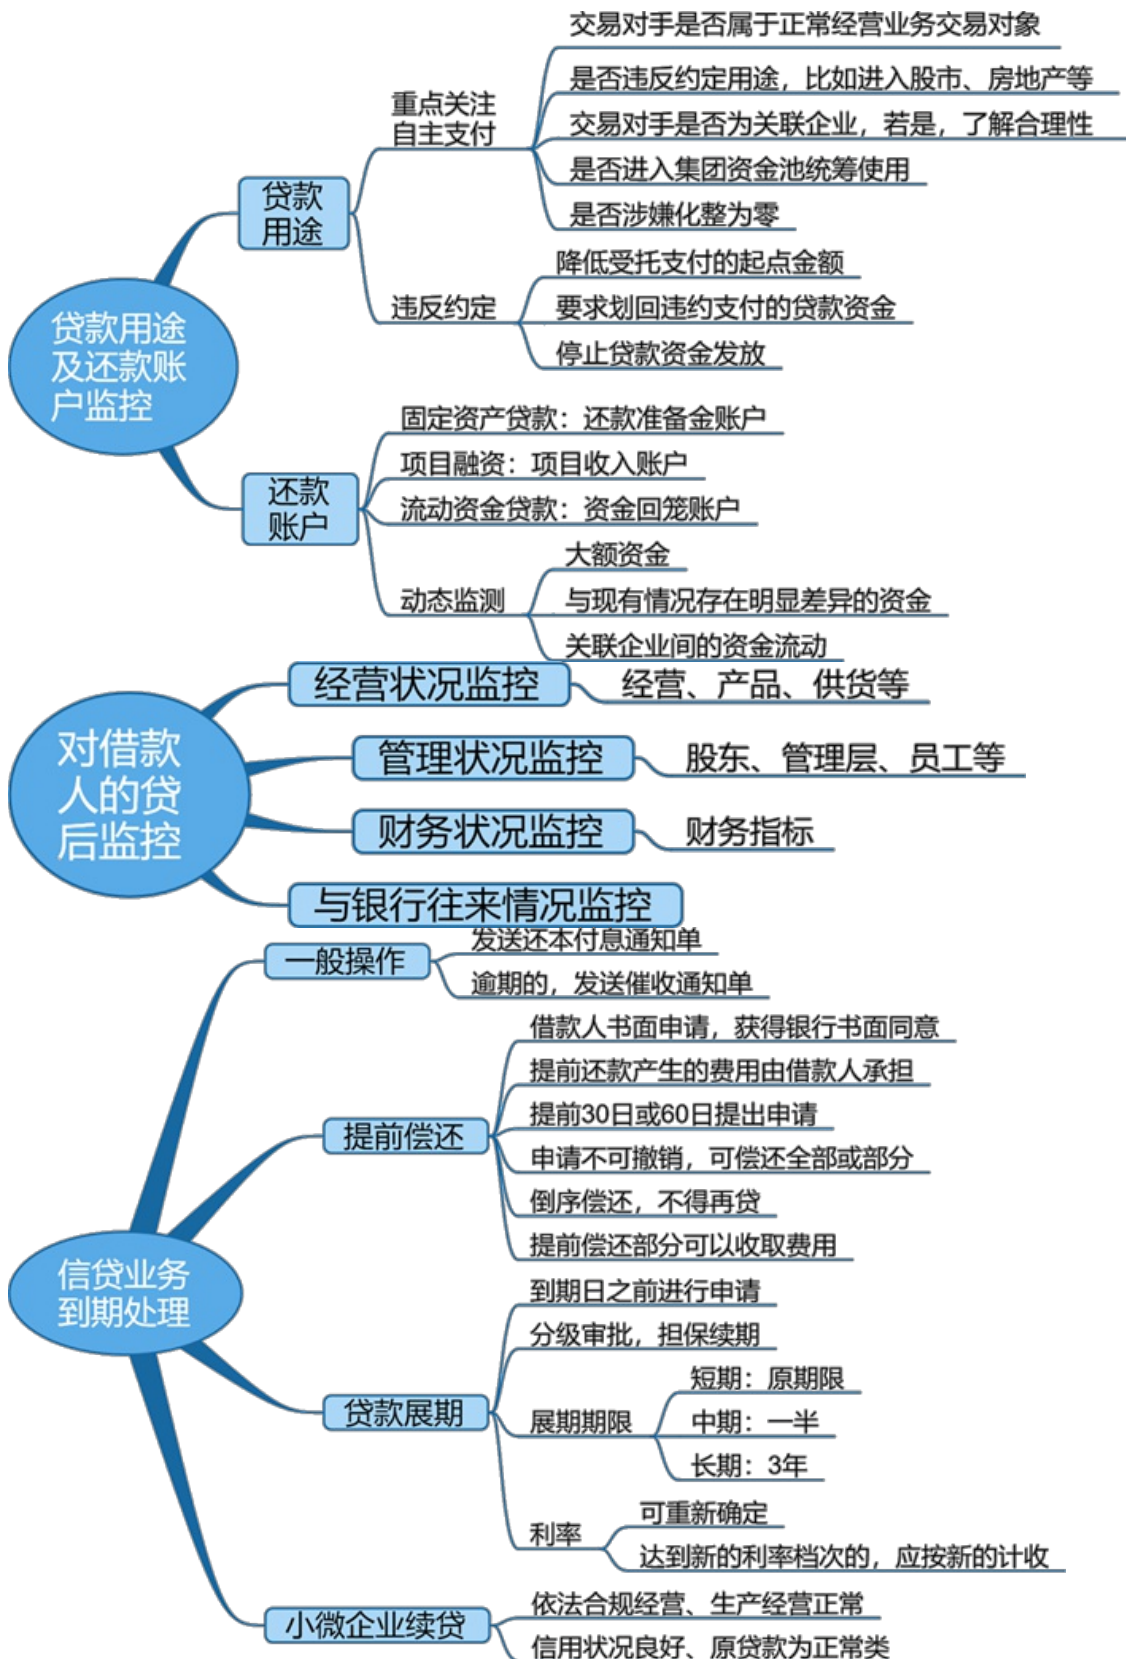 交易对手是否属于正常经营业务交易对象
是否违反约定用途，比如进入股市、房地产等
重点关注
自主支付
交易对手是否为关联企业，若是，了解合理性
是否进入集团资金池统筹使用
是否涉嫌化整为零
贷款
用途
降低受托支付的起点金额
违反约定
要求划回违约支付的贷款资金
停止贷款资金发放
贷款用途
及还款账
户监控
固定资产贷款：还款准备金账户
项目融资：项目收入账户
还款
账户
流动资金贷款：资金回笼账户
大额资金
动态监测
与现有情况存在明显差异的资金
关联企业间的资金流动
经营状况监控
经营、产品、供货等
对借款
人的贷
后监控
管理状况监控
股东、管理层、员工等
财务状况监控
财务指标
与银行往来情况监控
一般操作
发送还本付息通知单
逾期的，发送催收通知单
借款人书面申请，获得银行书面同意
提前还款产生的费用由借款人承担
提前30日或60日提出申请
提前偿还
申请不可撤销，可偿还全部或部分
倒序偿还，不得再贷
提前偿还部分可以收取费用
信贷业务
到期处理
到期日之前进行申请
分级审批，担保续期
贷款展期
展期期限
短期：原期限
中期：一半
长期：3年
利率
可重新确定
达到新的利率档次的，应按新的计收
小微企业续贷
依法合规经营、生产经营正常
信用状况良好、原贷款为正常类